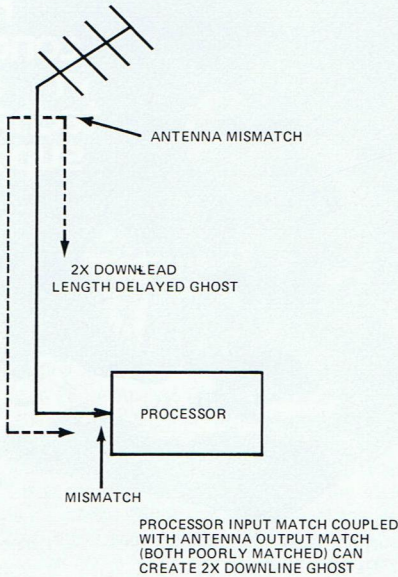 ANTENNA MISMATCH
2X DOWNLEAD
LENGTH DELAYED GHOST
PROCESSOR
MISMATCH
PROCESSOR INPUT MATCH COUPLED
WITH ANTENNA OUTPUT MATCH
(BOTH POORLY MATCHED) CAN
CREATE 2X DOWNLINE GHOST